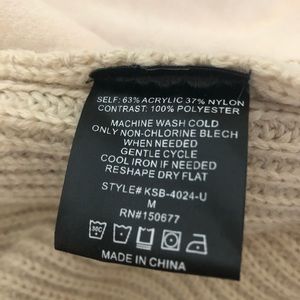 SELF: 63% ACRYLIC 37% NYLON
CONTRAST: 100% POLYESTER
MACHINE WASH COLD
ONLY NON-CHLORINE BLECH
WHEN NEEDED
GENTLE CYCLE
COOL IRON IF NEEDED
RESHAPE DRY FLAT
STYLE# KSB-4024-U
M
RN#150677
30C
MADE IN CHINA